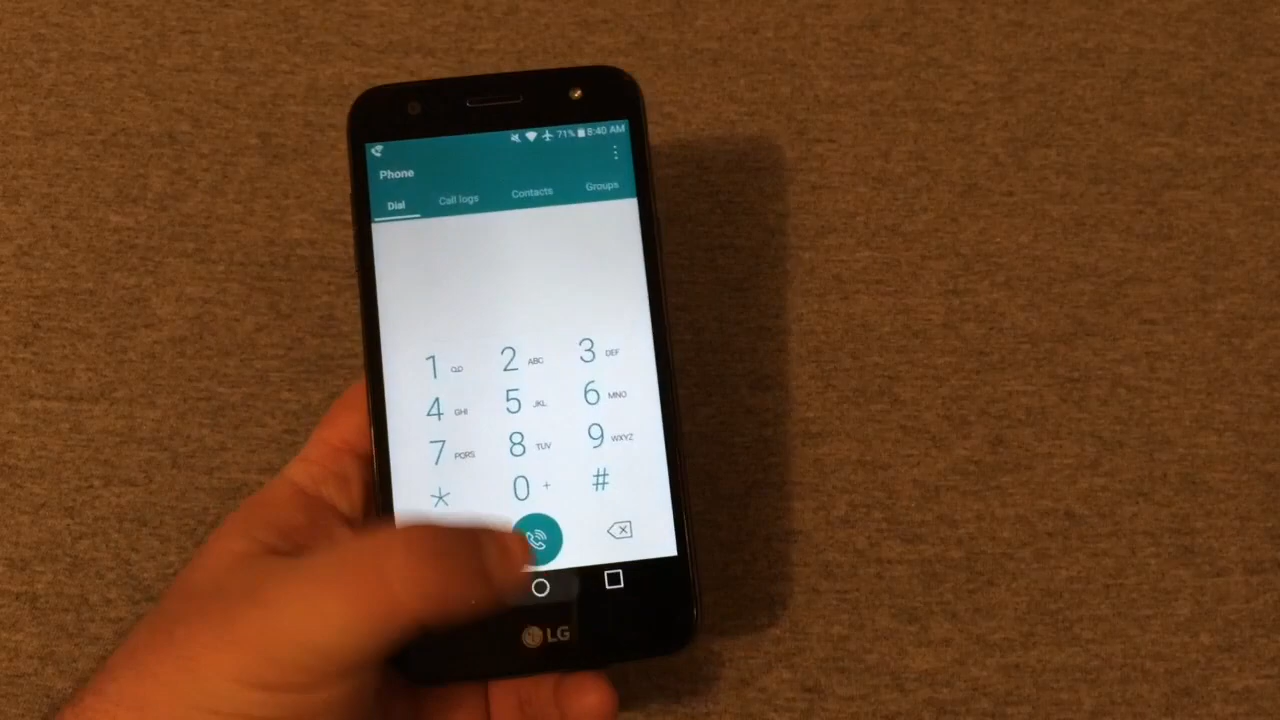 71% 8:40 AM
Phone
Dial Call logs Contacts Groups
1 2 ABC 3 DEF
4 GHI 5 JKL 6 MNO
7 PQRS 8 TUV 9 WXYZ
* 0 + #
LG